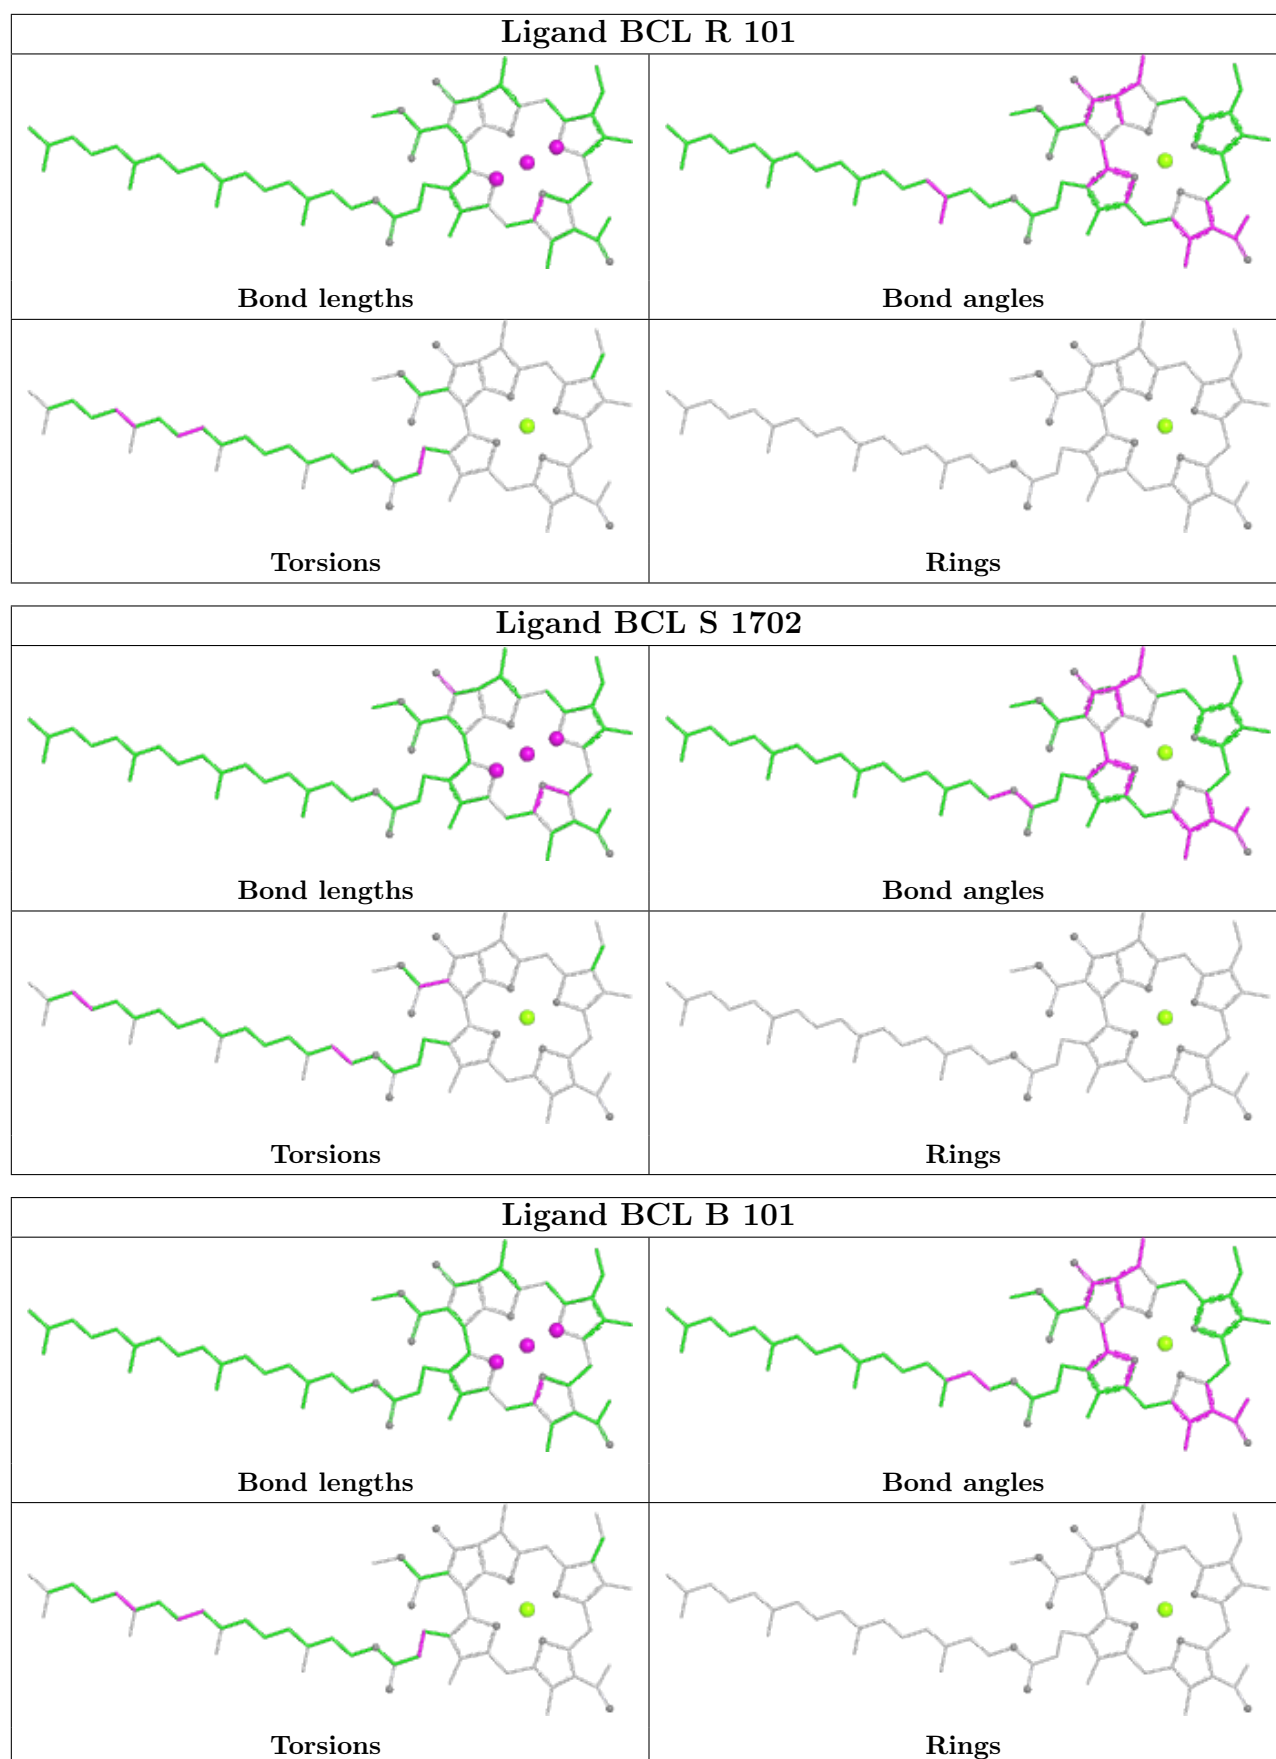 Ligand BCL R 101
Bond lengths
Bond angles
Torsions
Rings
Ligand BCL S 1702
Bond lengths
Bond angles
Torsions
Rings
Ligand BCL B 101
Bond lengths
Bond angles
Torsions
Rings